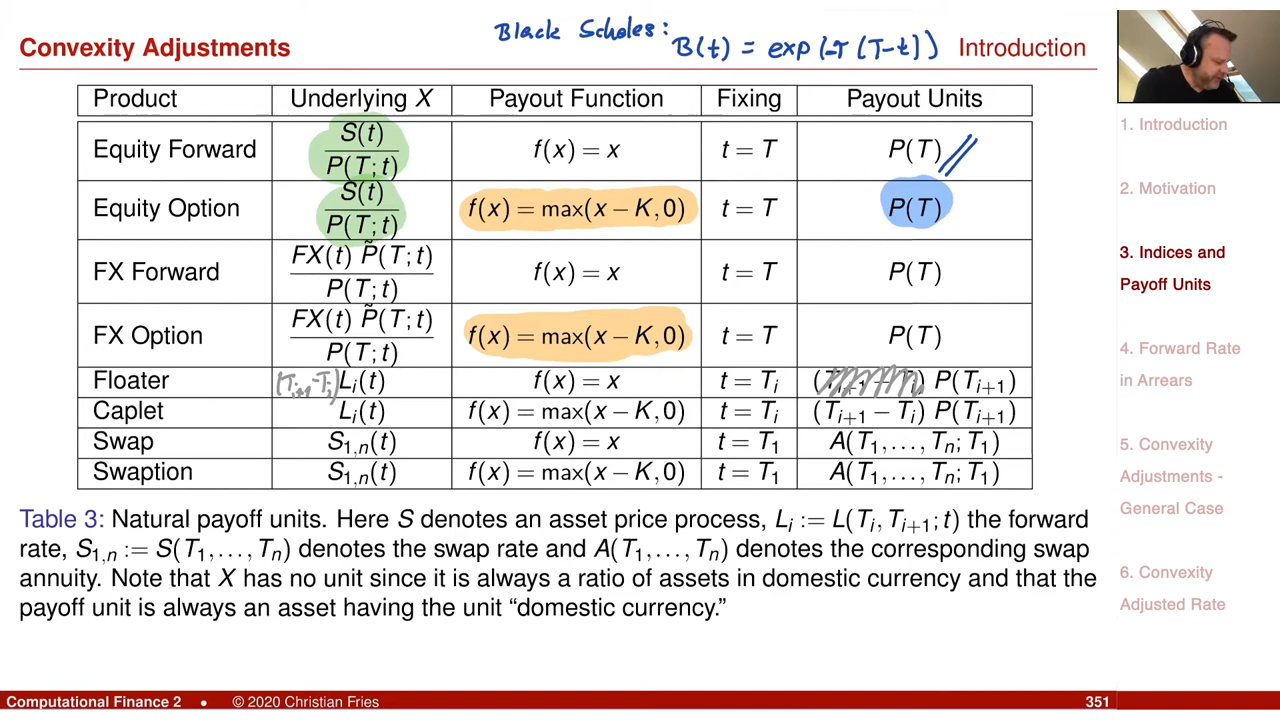 Black Scholes:
B(t) = exp(-r(T-t))
Convexity Adjustments
Introduction
Product Underlying X Payout Function Fixing Payout Units
Equity Forward S(t) / P(T; t) f(x) = x t = T P(T)
Equity Option S(t) / P(T; t) f(x) = max(x − K, 0) t = T P(T)
FX Forward FX(t) P̃(T; t) / P(T; t) f(x) = x t = T P(T)
FX Option FX(t) P̃(T; t) / P(T; t) f(x) = max(x − K, 0) t = T P(T)
Floater (Tᵢ₊₁-Tᵢ) Lᵢ(t) f(x) = x t = Tᵢ (Tᵢ₊₁ − Tᵢ) P(Tᵢ₊₁)
Caplet Lᵢ(t) f(x) = max(x − K, 0) t = Tᵢ (Tᵢ₊₁ − Tᵢ) P(Tᵢ₊₁)
Swap S₁,ₙ(t) f(x) = x t = T₁ A(T₁, . . . , Tₙ; T₁)
Swaption S₁,ₙ(t) f(x) = max(x − K, 0) t = T₁ A(T₁, . . . , Tₙ; T₁)
Table 3: Natural payoff units. Here S denotes an asset price process, Lᵢ := L(Tᵢ, Tᵢ₊₁; t) the forward
rate, S₁,ₙ := S(T₁, . . . , Tₙ) denotes the swap rate and A(T₁, . . . , Tₙ) denotes the corresponding swap
annuity. Note that X has no unit since it is always a ratio of assets in domestic currency and that the
payoff unit is always an asset having the unit “domestic currency.”
1. Introduction
2. Motivation
3. Indices and
Payoff Units
4. Forward Rate
in Arrears
5. Convexity
Adjustments -
General Case
6. Convexity
Adjusted Rate
Computational Finance 2 • © 2020 Christian Fries 351